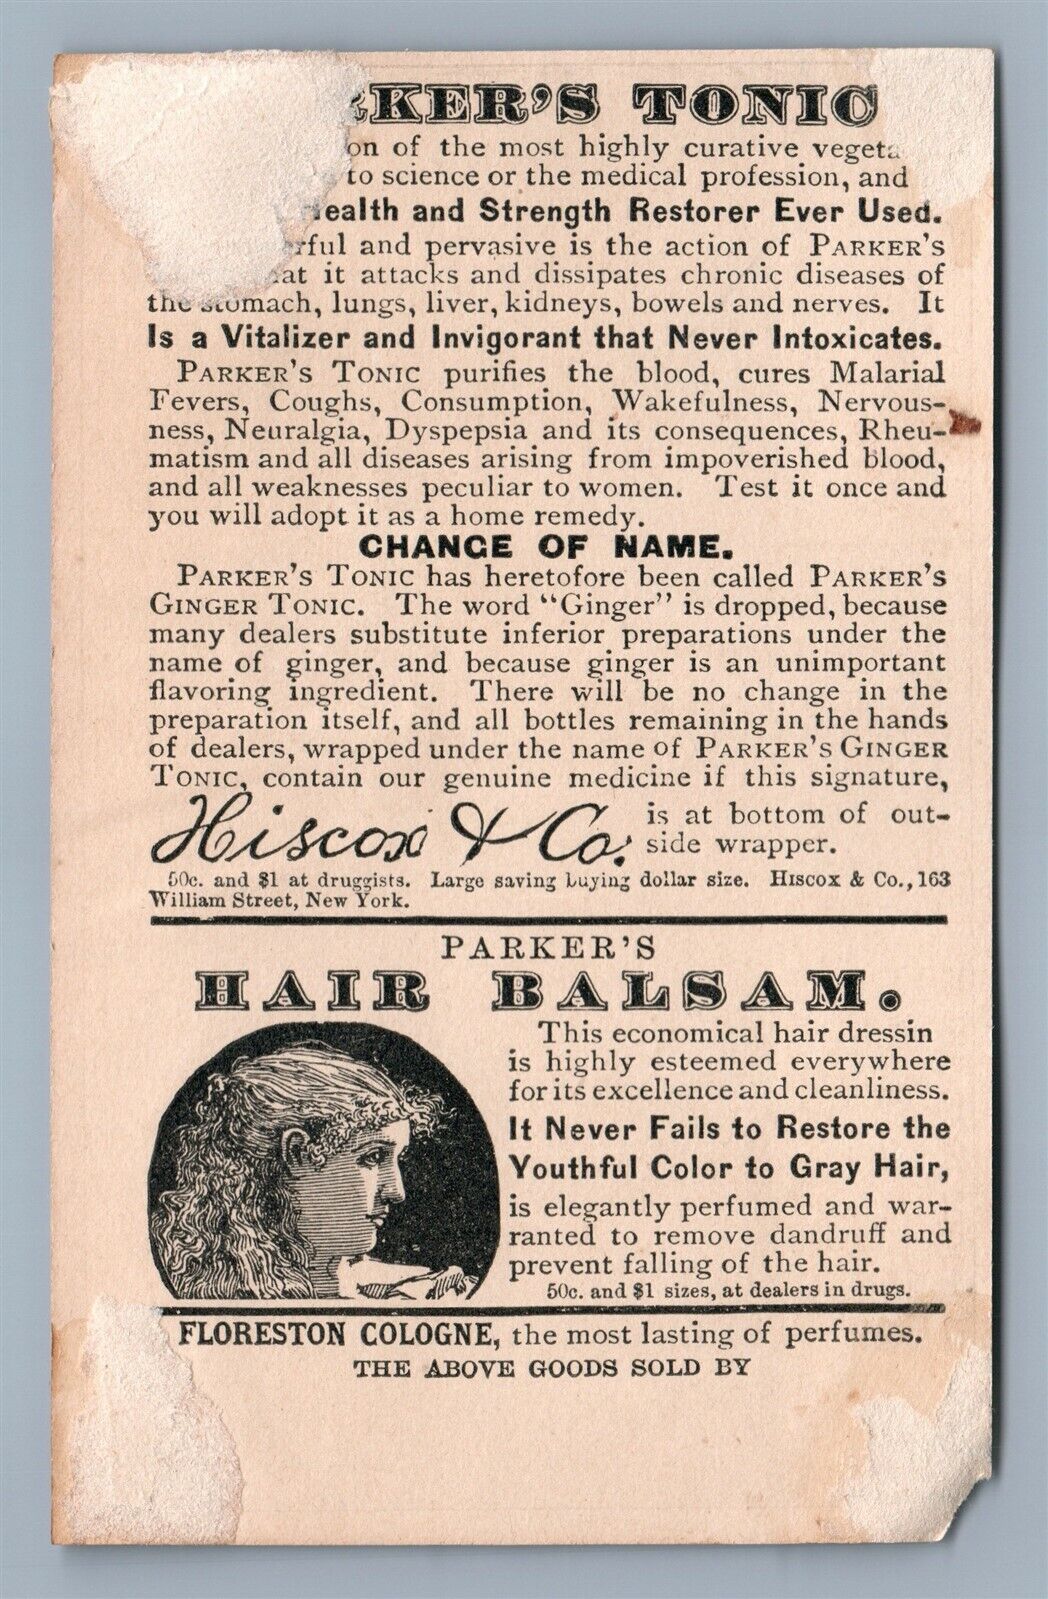 KER'S TONIC
on of the most highly curative
to science or the medical profession, and
Health and Strength Restorer Ever Used.
and pervasive is the action of PARKER'S
at it attacks and dissipates chronic diseases of
the stomach, lungs, liver, kidneys, bowels and nerves. It
Is a Vitalizer and Invigorant that Never Intoxicates.
PARKER'S TONIC purifies the blood, cures Malarial
Fevers, Coughs, Consumption, Wakefulness, Nervous-
ness, Neuralgia, Dyspepsia and its consequences, Rheu-
matism and all diseases arising from impoverished blood,
and all weaknesses peculiar to women. Test it once and
you will adopt it as a home remedy.
CHANGE OF NAME.
PARKER'S TONIC has heretofore been called PARKER'S
GINGER TONIC. The word "Ginger" is dropped, because
many dealers substitute inferior preparations under the
name of ginger, and because ginger is an unimportant
flavoring ingredient. There will be no change in the
preparation itself, and all bottles remaining in the hands
of dealers, wrapped under the name of PARKER'S GINGER
TONIC, contain our genuine medicine if this signature,
Hiscox & Co. is at bottom of out-
side wrapper.
50c. and $1 at druggists. Large saving buying dollar size. HISCOX & CO., 163
William Street, New York.
PARKER'S
HAIR BALSAM.
This economical hair dressin
is highly esteemed everywhere
for its excellence and cleanliness.
It Never Fails to Restore the
Youthful Color to Gray Hair,
is elegantly perfumed and war-
ranted to remove dandruff and
prevent falling of the hair.
50c. and $1 sizes, at dealers in drugs.
FLORESTON COLOGNE, the most lasting of perfumes.
THE ABOVE GOODS SOLD BY